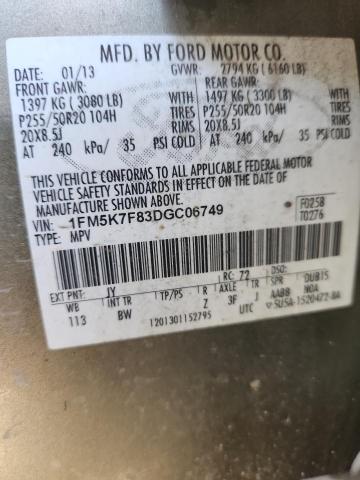 MFD. BY FORD MOTOR CO.
DATE: 01/13 GVWR: 2794 KG (6160 LB)
FRONT GAWR: REAR GAWR:
1397 KG (3080 LB) WITH 1497 KG (3300 LB) WITH
P255/50R20 104H TIRES P255/50R20 104H TIRES
20X8.5J RIMS 20X8.5J RIMS
AT 240 kPa/ 35 PSI COLD AT 240 kPa/ 35 PSI COLD
THIS VEHICLE CONFORMS TO ALL APPLICABLE FEDERAL MOTOR
VEHICLE SAFETY STANDARDS IN EFFECT ON THE DATE OF
MANUFACTURE SHOWN ABOVE.
VIN: 1FM5K7F83DGC06749 F0258
TYPE: MPV T0276
EXT PNT: JY RC: 72 DSO:
WB INT TR TP/PS R AXLE TR SPR
113 BW Z 3F J AABB NOA
1201301152795 UTC